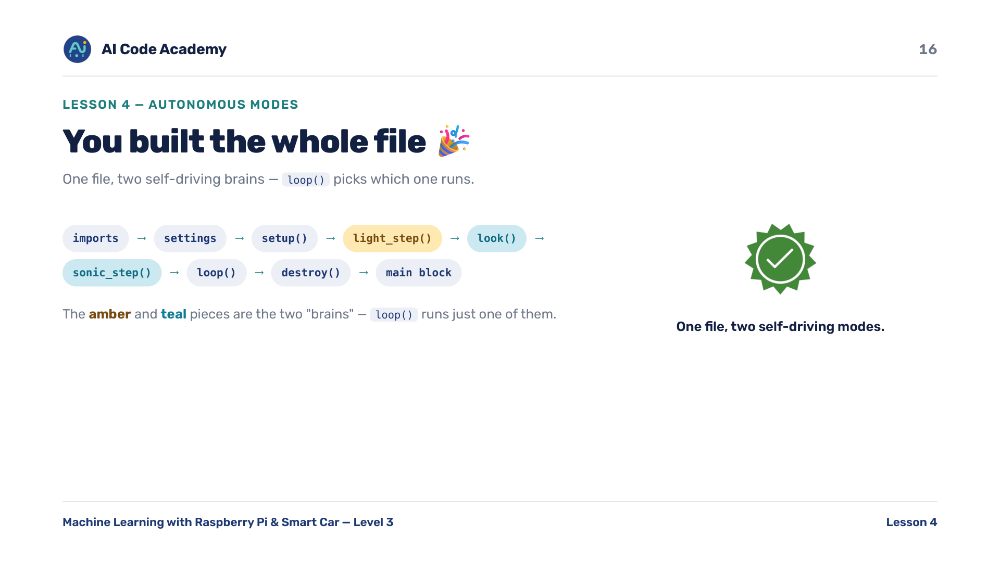 AI Code Academy
16
LESSON 4 — AUTONOMOUS MODES
You built the whole file 🎉
One file, two self-driving brains — loop() picks which one runs.
imports → settings → setup() → light_step() → look() →
sonic_step() → loop() → destroy() → main block
The amber and teal pieces are the two "brains" — loop() runs just one of them.
One file, two self-driving modes.
Machine Learning with Raspberry Pi & Smart Car — Level 3
Lesson 4